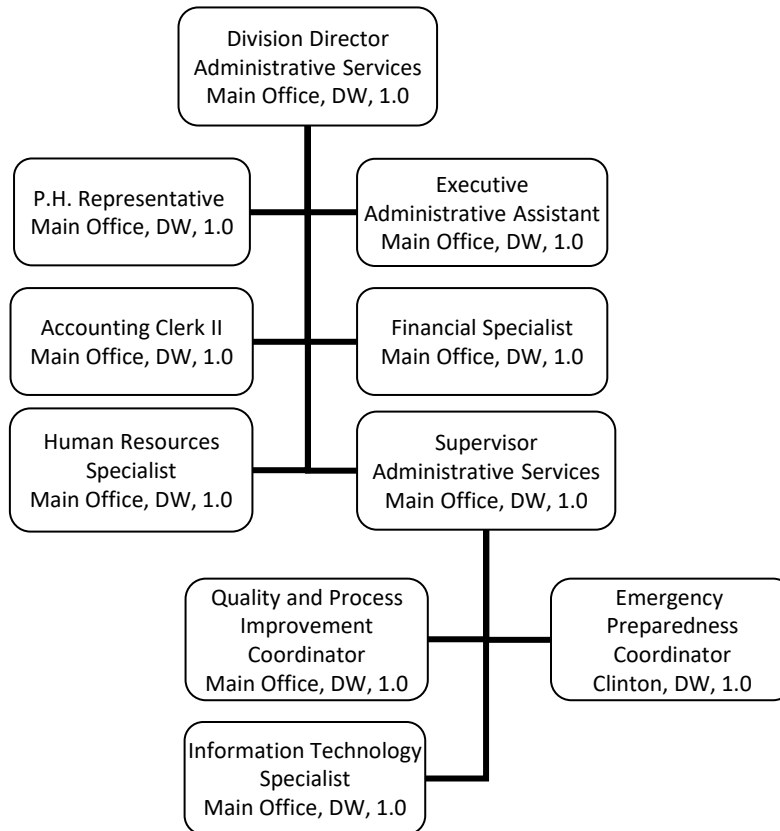 Division Director
Administrative Services
Main Office, DW, 1.0
P.H. Representative
Main Office, DW, 1.0
Executive
Administrative Assistant
Main Office, DW, 1.0
Accounting Clerk II
Main Office, DW, 1.0
Financial Specialist
Main Office, DW, 1.0
Human Resources
Specialist
Main Office, DW, 1.0
Supervisor
Administrative Services
Main Office, DW, 1.0
Quality and Process
Improvement
Coordinator
Main Office, DW, 1.0
Emergency
Preparedness
Coordinator
Clinton, DW, 1.0
Information Technology
Specialist
Main Office, DW, 1.0